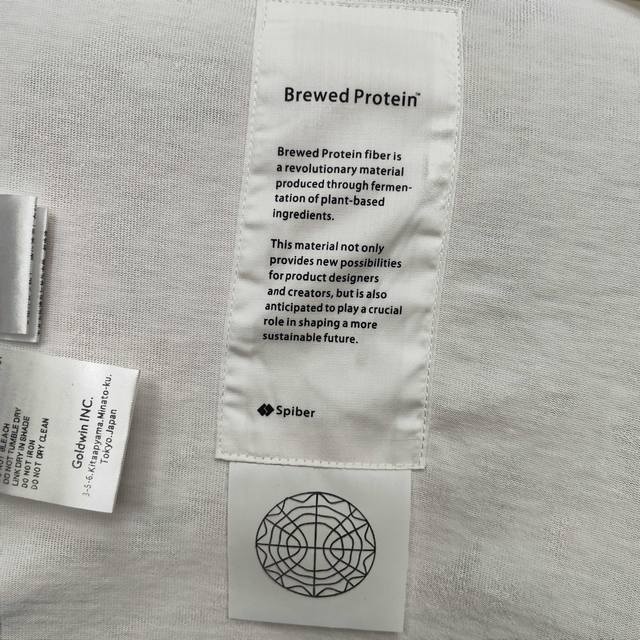 Brewed Protein™
Brewed Protein fiber is
a revolutionary material
produced through fermen-
tation of plant-based
ingredients.
This material not only
provides new possibilities
for product designers
and creators, but is also
anticipated to play a crucial
role in shaping a more
sustainable future.
Spiber
BLEACH
DO NOT TUMBLE DRY
LINE DRY IN SHADE
DO NOT IRON
DO NOT DRY CLEAN
Goldwin INC.
3-5-6,Kitaapyama,Minato-ku,
Tokyo,Japan